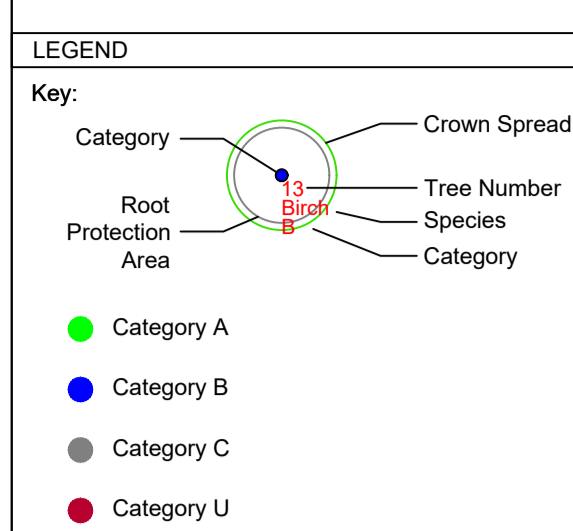 LEGEND
Key:
Category
Root
Protection
Area
13
Birch
B
Crown Spread
Tree Number
Species
Category
Category A
Category B
Category C
Category U